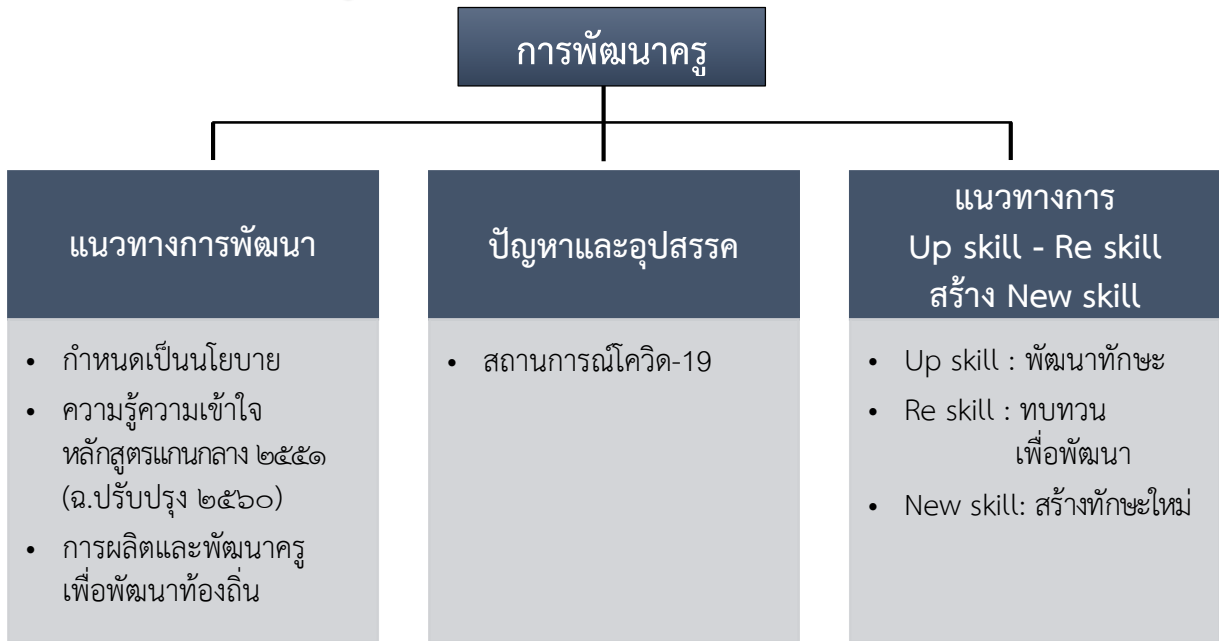 การพัฒนาครู
แนวทางการพัฒนา
• กำหนดเป็นนโยบาย
• ความรู้ความเข้าใจ
หลักสูตรแกนกลาง ๒๕๕๑
(ฉ.ปรับปรุง ๒๕๖๐)
• การผลิตและพัฒนาครู
เพื่อพัฒนาท้องถิ่น
ปัญหาและอุปสรรค
• สถานการณ์โควิด-19
แนวทางการ
Up skill - Re skill
สร้าง New skill
• Up skill : พัฒนาทักษะ
• Re skill : ทบทวน
เพื่อพัฒนา
• New skill: สร้างทักษะใหม่